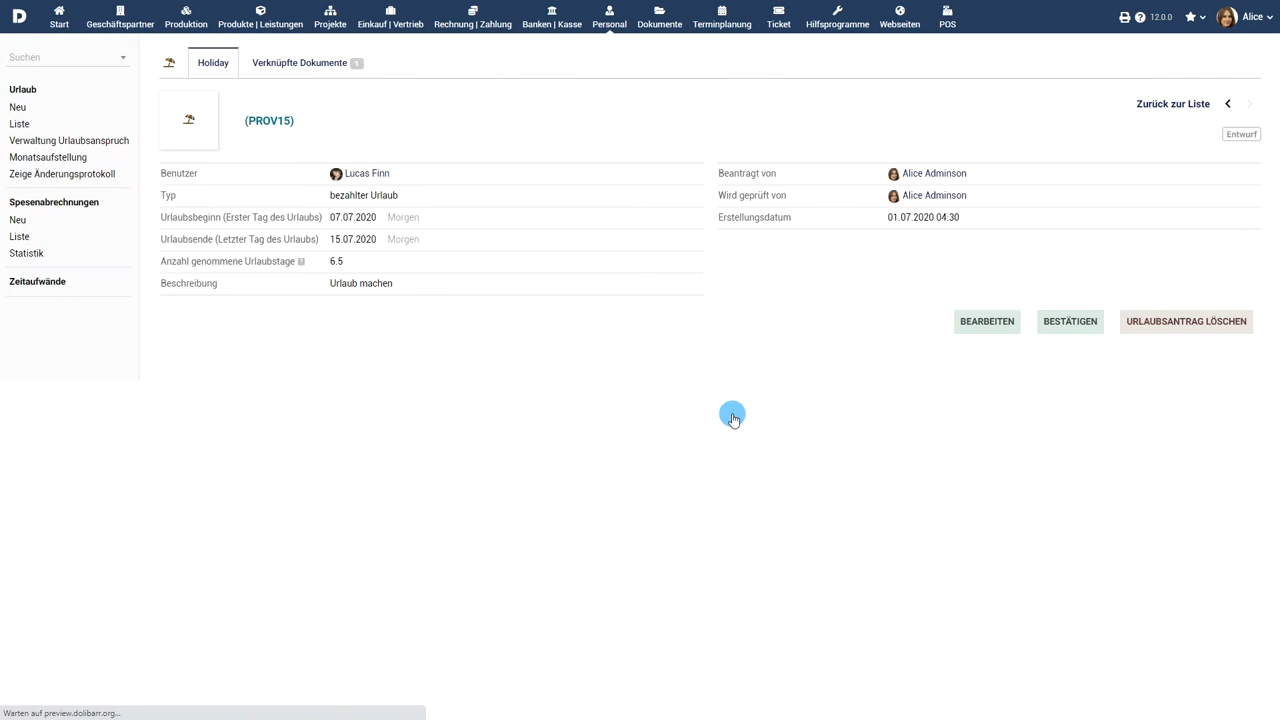 D
Start Geschäftspartner Produktion Produkte | Leistungen Projekte Einkauf | Vertrieb Rechnung | Zahlung Banken | Kasse Personal Dokumente Terminplanung Ticket Hilfsprogramme Webseiten POS 12.0.0 Alice
Suchen
Urlaub
Neu
Liste
Verwaltung Urlaubsanspruch
Monatsaufstellung
Zeige Änderungsprotokoll
Spesenabrechnungen
Neu
Liste
Statistik
Zeitaufwände
Holiday Verknüpfte Dokumente 1
(PROV15)
Zurück zur Liste
Entwurf
Benutzer Lucas Finn
Typ bezahlter Urlaub
Urlaubsbeginn (Erster Tag des Urlaubs) 07.07.2020 Morgen
Urlaubsende (Letzter Tag des Urlaubs) 15.07.2020 Morgen
Anzahl genommene Urlaubstage 6.5
Beschreibung Urlaub machen
Beantragt von Alice Adminson
Wird geprüft von Alice Adminson
Erstellungsdatum 01.07.2020 04:30
BEARBEITEN BESTÄTIGEN URLAUBSANTRAG LÖSCHEN
Warten auf preview.dolibarr.org...